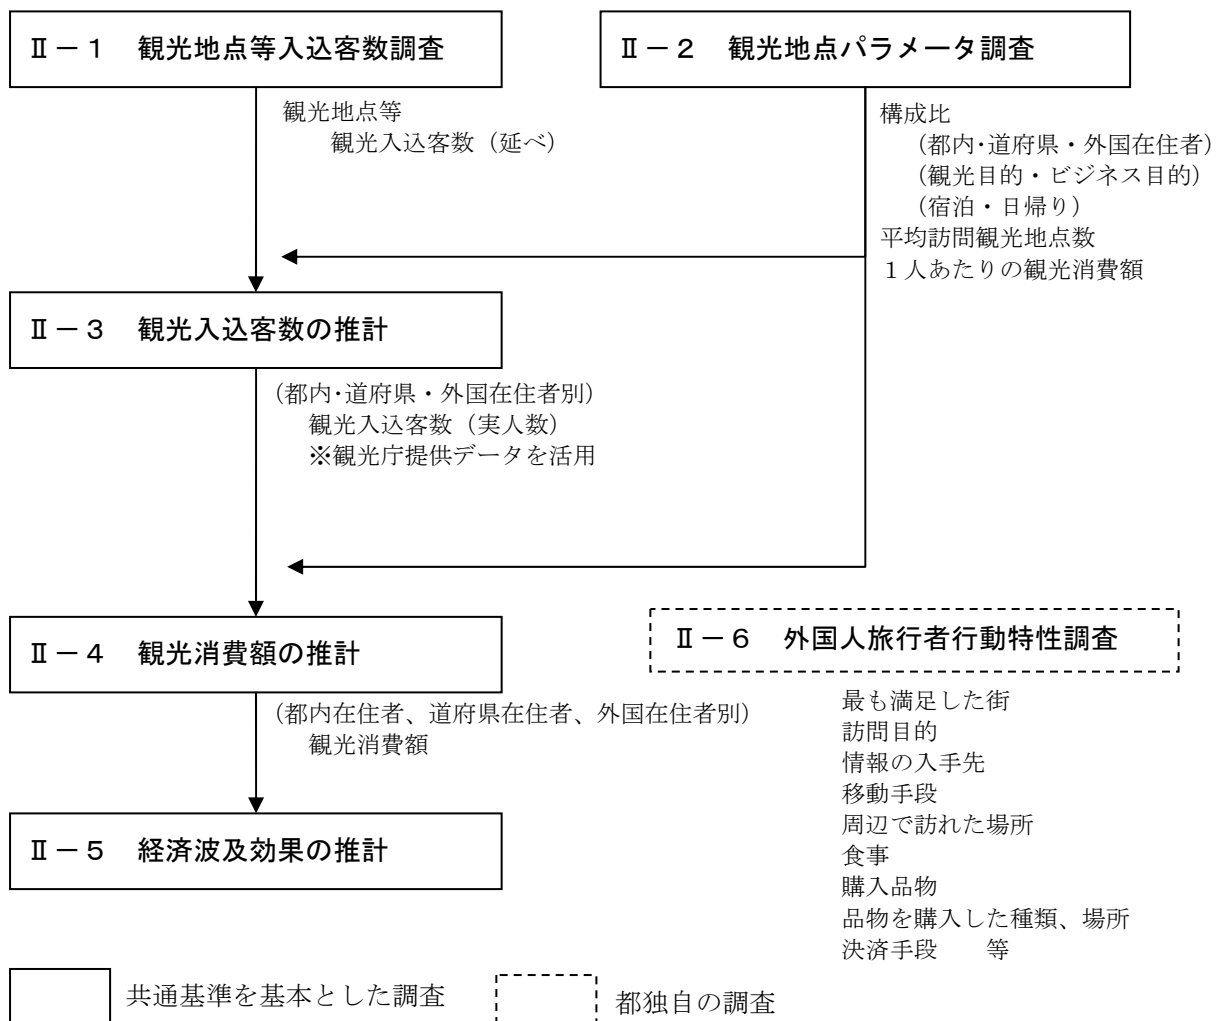 Ⅱ－１　観光地点等入込客数調査
Ⅱ－２　観光地点パラメータ調査
観光地点等
観光入込客数（延べ）
構成比
（都内･道府県・外国在住者）
（観光目的・ビジネス目的）
（宿泊・日帰り）
平均訪問観光地点数
１人あたりの観光消費額
Ⅱ－３　観光入込客数の推計
（都内･道府県・外国在住者別）
観光入込客数（実人数）
※観光庁提供データを活用
Ⅱ－４　観光消費額の推計
（都内在住者、道府県在住者、外国在住者別）
観光消費額
Ⅱ－５　経済波及効果の推計
Ⅱ－６　外国人旅行者行動特性調査
最も満足した街
訪問目的
情報の入手先
移動手段
周辺で訪れた場所
食事
購入品物
品物を購入した種類、場所
決済手段　　等
共通基準を基本とした調査
都独自の調査